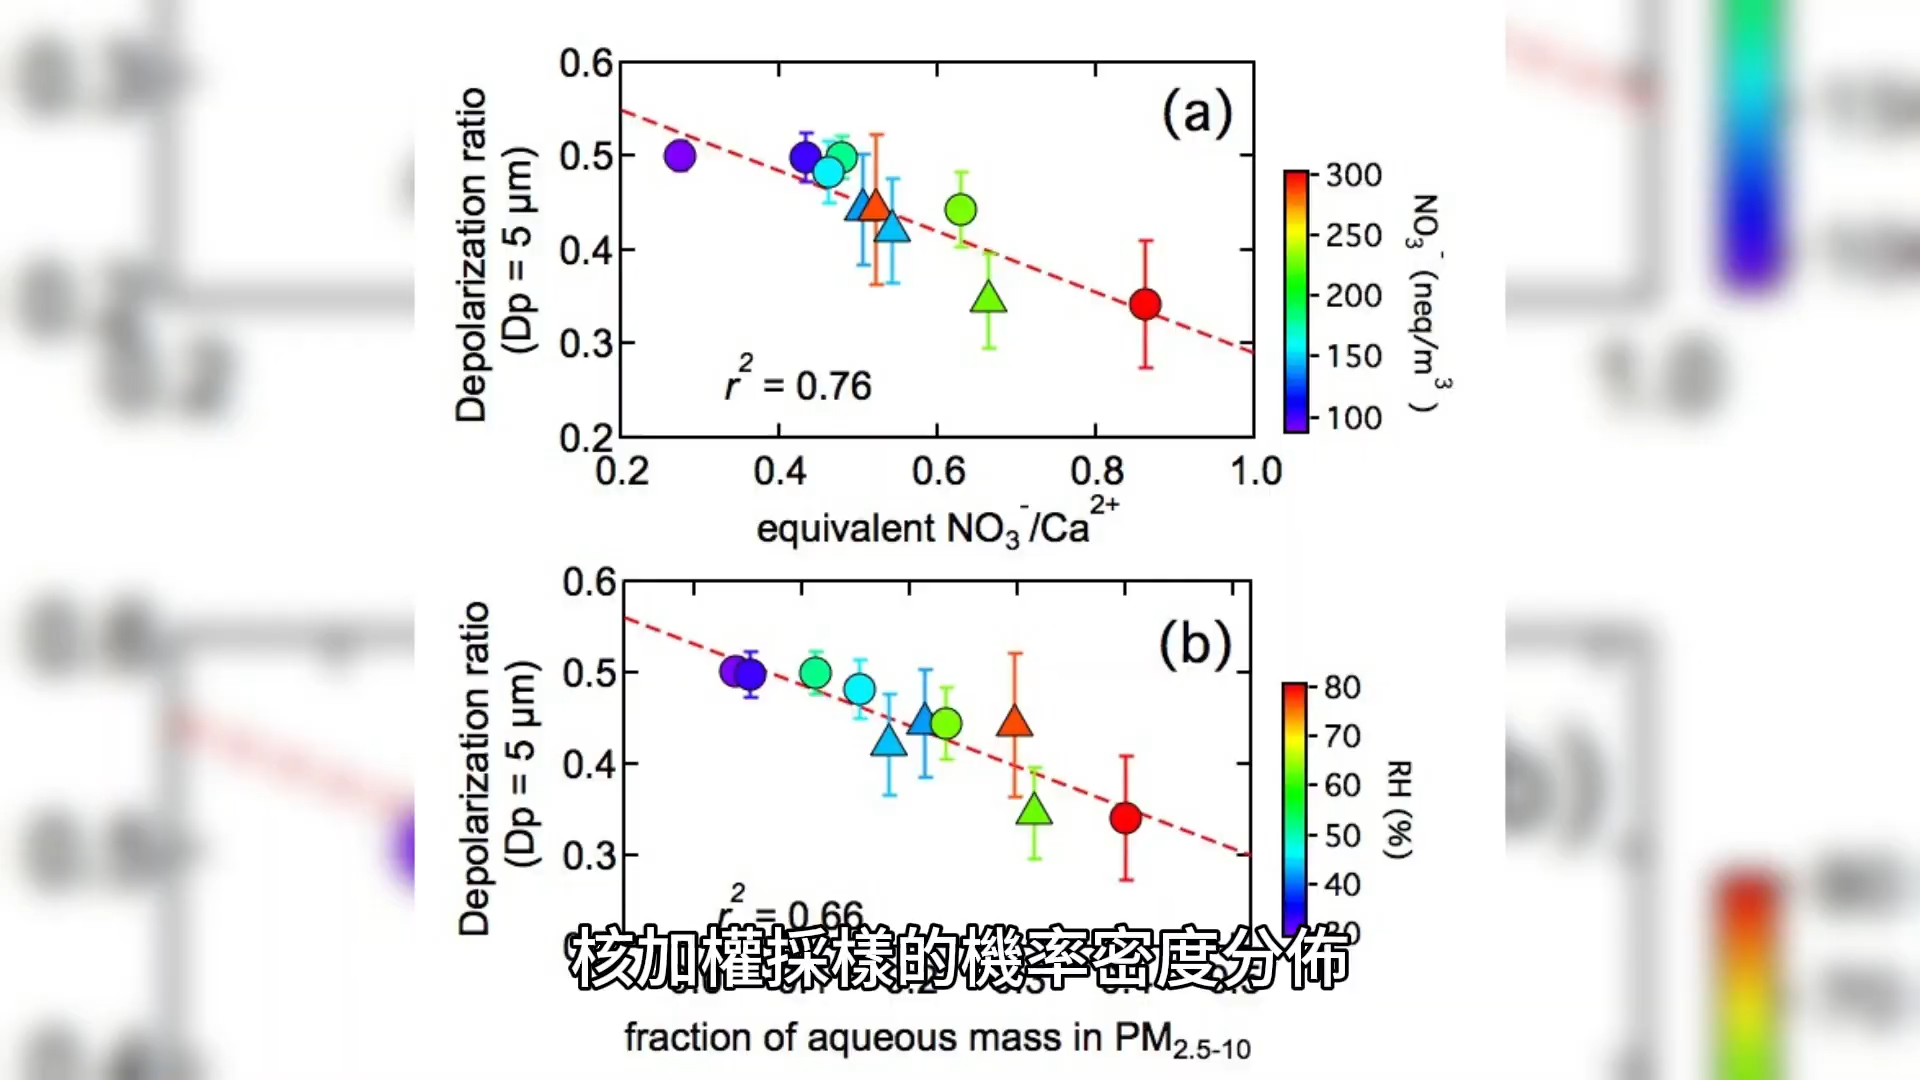 Depolarization ratio
(Dp = 5 μm)
0.6
0.5
0.4
0.3
0.2
(a)
r² = 0.76
0.2 0.4 0.6 0.8 1.0
equivalent NO₃⁻/Ca²⁺
300
250
200
150
100
NO₃⁻ (neq/m³)
Depolarization ratio
(Dp = 5 μm)
0.6
0.5
0.4
0.3
(b)
r² = 0.66
80
70
60
50
40
RH (%)
核加權採樣的機率密度分佈
fraction of aqueous mass in PM₂.₅₋₁₀